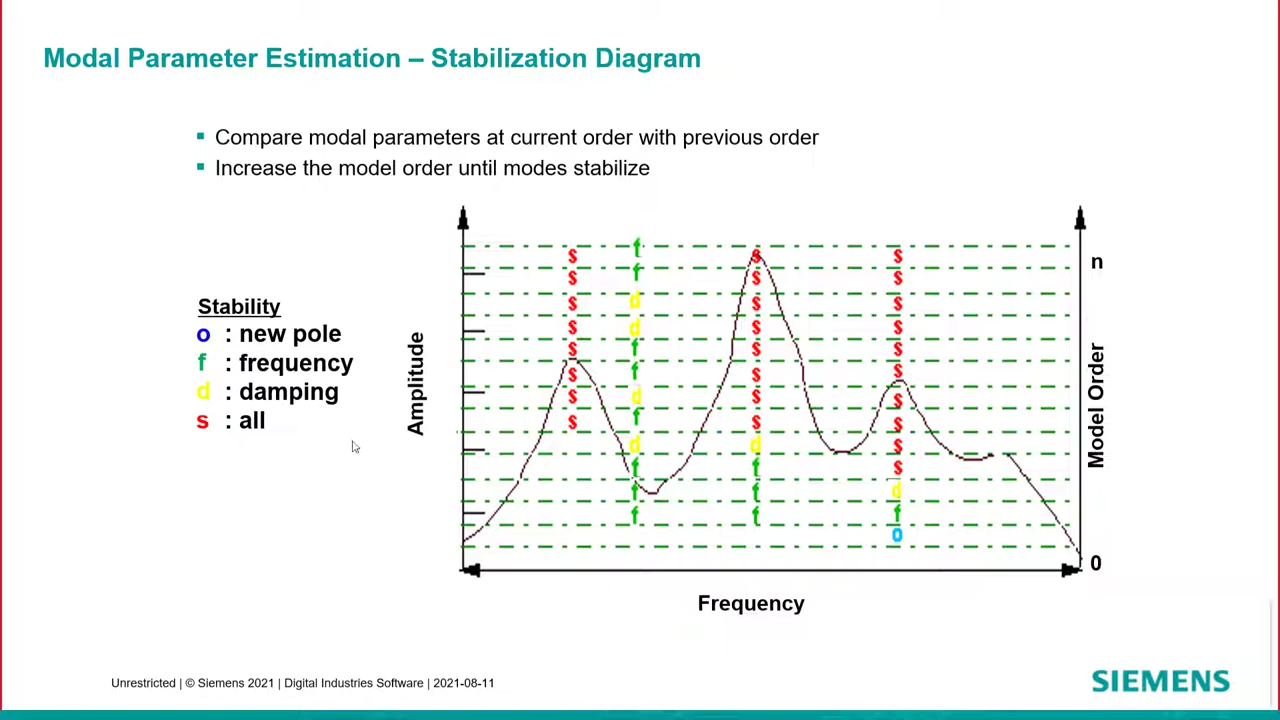 Modal Parameter Estimation – Stabilization Diagram
▪ Compare modal parameters at current order with previous order
▪ Increase the model order until modes stabilize
Stability
o : new pole
f : frequency
d : damping
s : all
Amplitude
f
s s s
f
s s s
s d s s
s d s s
s f s s
s f s s
s d s s
s f s s
d d s
f f s
f f d
f f f
o
n
Model Order
0
Frequency
Unrestricted | © Siemens 2021 | Digital Industries Software | 2021-08-11
SIEMENS